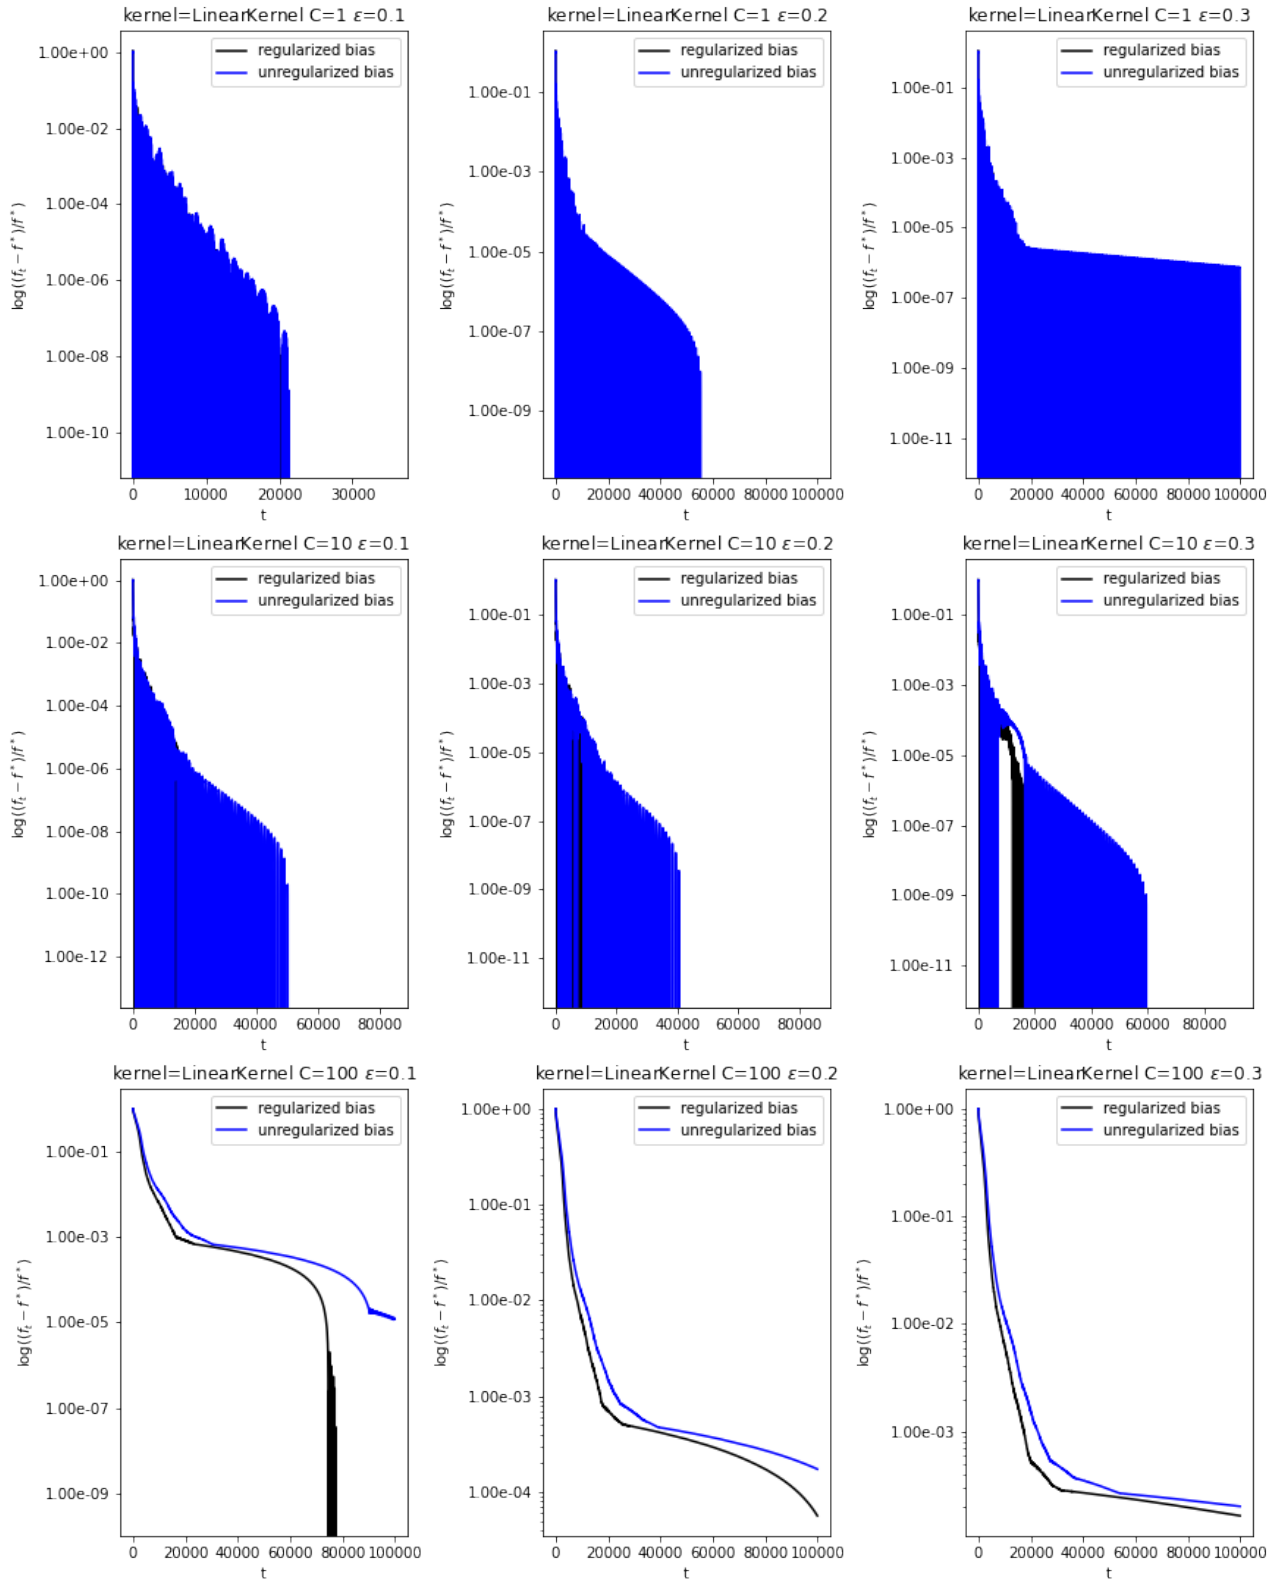 kernel=LinearKernel C=1 ε=0.1
1.00e+00
1.00e-02
1.00e-04
1.00e-06
1.00e-08
1.00e-10
log((f_t − f*)/f*)
regularized bias
unregularized bias
0 10000 20000 30000
t
kernel=LinearKernel C=1 ε=0.2
1.00e-01
1.00e-03
1.00e-05
1.00e-07
1.00e-09
log((f_t − f*)/f*)
regularized bias
unregularized bias
0 20000 40000 60000 80000 100000
t
kernel=LinearKernel C=1 ε=0.3
1.00e-01
1.00e-03
1.00e-05
1.00e-07
1.00e-09
1.00e-11
log((f_t − f*)/f*)
regularized bias
unregularized bias
0 20000 40000 60000 80000 100000
t
kernel=LinearKernel C=10 ε=0.1
1.00e+00
1.00e-02
1.00e-04
1.00e-06
1.00e-08
1.00e-10
1.00e-12
log((f_t − f*)/f*)
regularized bias
unregularized bias
0 20000 40000 60000 80000
t
kernel=LinearKernel C=10 ε=0.2
1.00e-01
1.00e-03
1.00e-05
1.00e-07
1.00e-09
1.00e-11
log((f_t − f*)/f*)
regularized bias
unregularized bias
0 20000 40000 60000 80000
t
kernel=LinearKernel C=10 ε=0.3
1.00e-01
1.00e-03
1.00e-05
1.00e-07
1.00e-09
1.00e-11
log((f_t − f*)/f*)
regularized bias
unregularized bias
0 20000 40000 60000 80000
t
kernel=LinearKernel C=100 ε=0.1
1.00e-01
1.00e-03
1.00e-05
1.00e-07
1.00e-09
log((f_t − f*)/f*)
regularized bias
unregularized bias
0 20000 40000 60000 80000 100000
t
kernel=LinearKernel C=100 ε=0.2
1.00e+00
1.00e-01
1.00e-02
1.00e-03
1.00e-04
log((f_t − f*)/f*)
regularized bias
unregularized bias
0 20000 40000 60000 80000 100000
t
kernel=LinearKernel C=100 ε=0.3
1.00e+00
1.00e-01
1.00e-02
1.00e-03
log((f_t − f*)/f*)
regularized bias
unregularized bias
0 20000 40000 60000 80000 100000
t